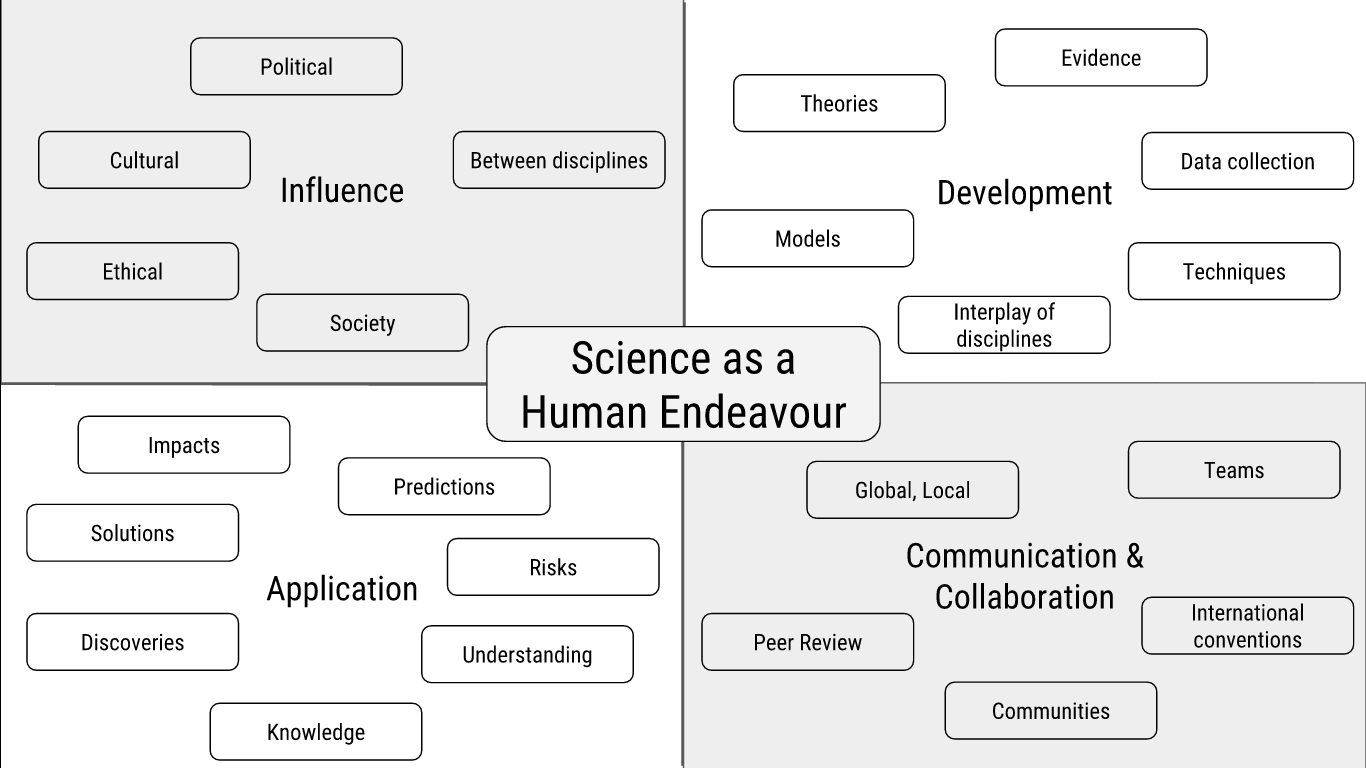 Political
Cultural
Between disciplines
Influence
Ethical
Society
Evidence
Theories
Data collection
Development
Models
Techniques
Interplay of
disciplines
Science as a
Human Endeavour
Impacts
Predictions
Solutions
Risks
Application
Discoveries
Understanding
Knowledge
Global, Local
Teams
Communication &
Collaboration
International
conventions
Peer Review
Communities